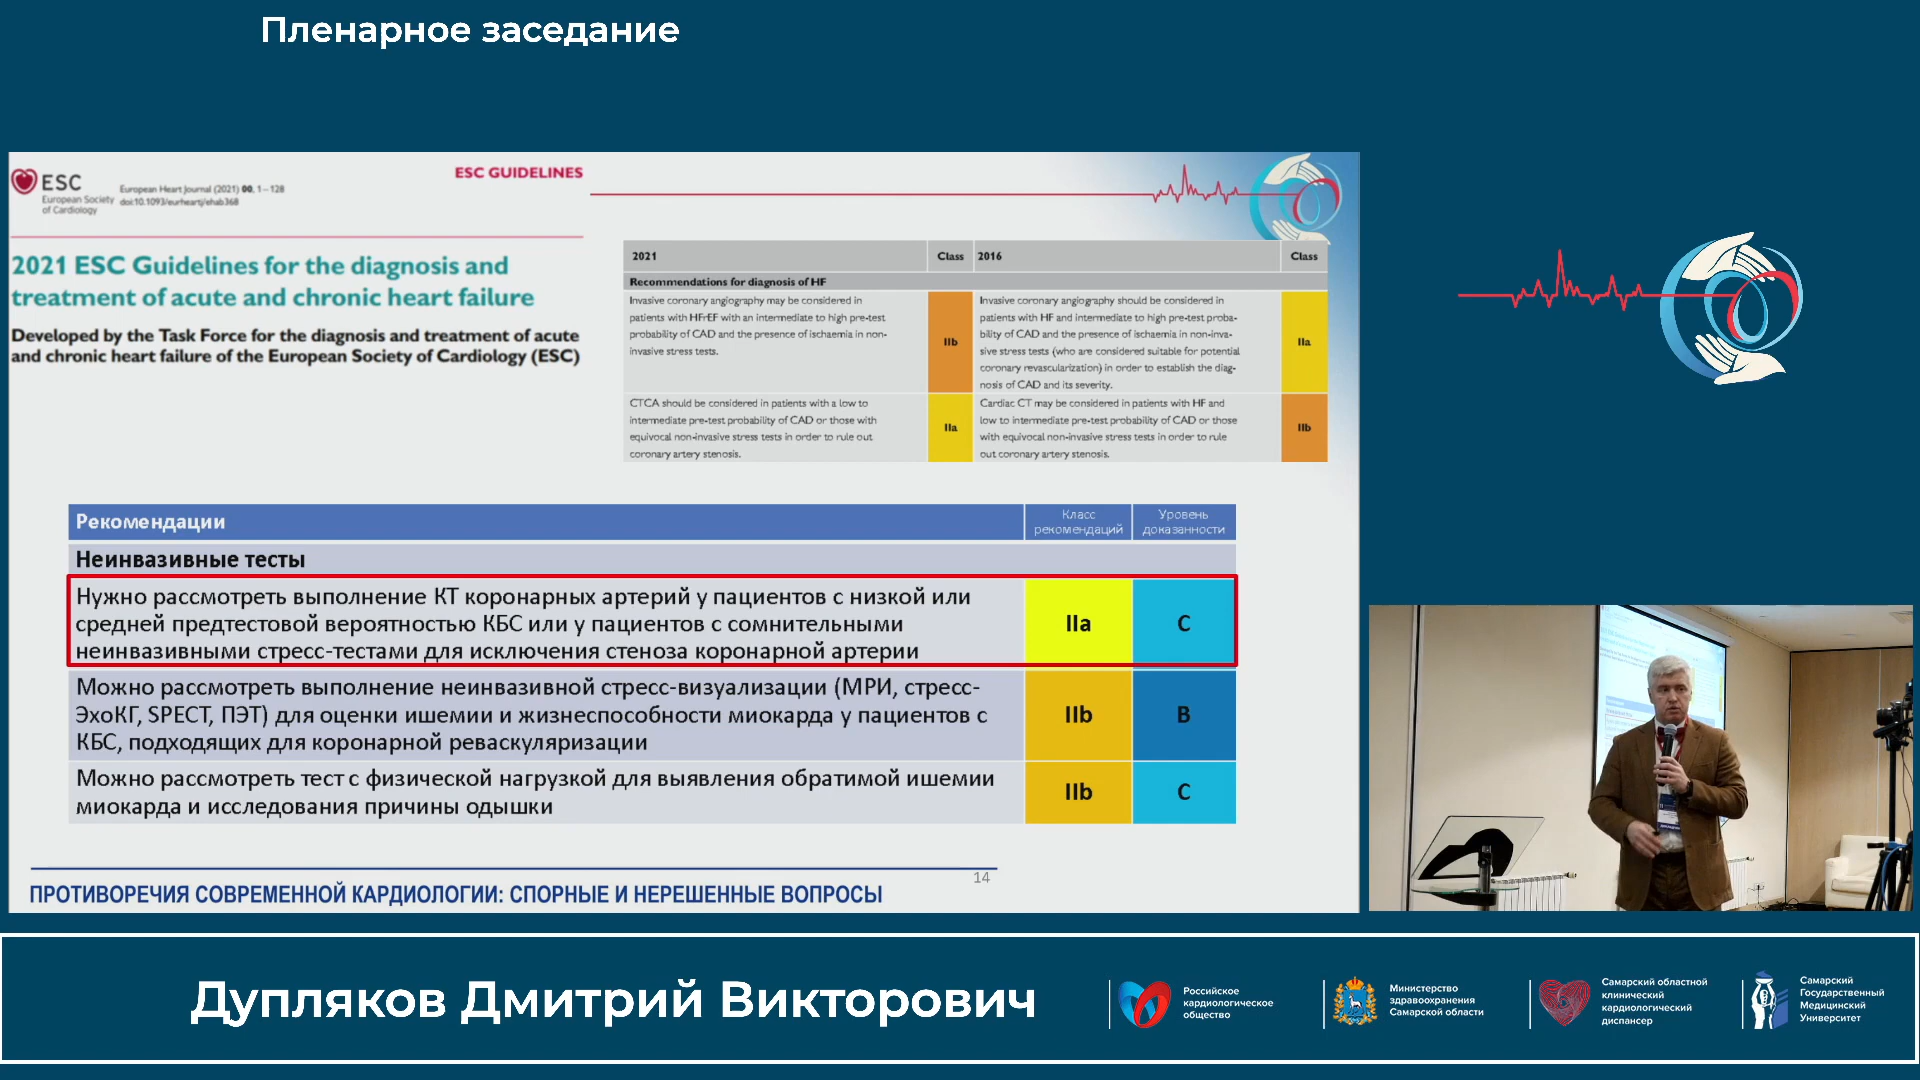 Пленарное заседание
ESC
European Society
of Cardiology
European Heart Journal (2021) 00, 1–128
doi:10.1093/eurheartj/ehab368
ESC GUIDELINES
2021 ESC Guidelines for the diagnosis and
treatment of acute and chronic heart failure
Developed by the Task Force for the diagnosis and treatment of acute
and chronic heart failure of the European Society of Cardiology (ESC)
2021 Class 2016 Class
Recommendations for diagnosis of HF
Invasive coronary angiography may be considered in
patients with HFrEF with an intermediate to high pre-test
probability of CAD and the presence of ischaemia in non-
invasive stress tests.
IIb
Invasive coronary angiography should be considered in
patients with HF and intermediate to high pre-test proba-
bility of CAD and the presence of ischaemia in non-inva-
sive stress tests (who are considered suitable for potential
coronary revascularization) in order to establish the diag-
nosis of CAD and its severity.
IIa
CTCA should be considered in patients with a low to
intermediate pre-test probability of CAD or those with
equivocal non-invasive stress tests in order to rule out
coronary artery stenosis.
IIa
Cardiac CT may be considered in patients with HF and
low to intermediate pre-test probability of CAD or those
with equivocal non-invasive stress tests in order to rule
out coronary artery stenosis.
IIb
Рекомендации
Класс
рекомендаций
Уровень
доказанности
Неинвазивные тесты
Нужно рассмотреть выполнение КТ коронарных артерий у пациентов с низкой или
средней предтестовой вероятностью КБС или у пациентов с сомнительными
неинвазивными стресс-тестами для исключения стеноза коронарной артерии
IIa
C
Можно рассмотреть выполнение неинвазивной стресс-визуализации (МРИ, стресс-
ЭхоКГ, SPECT, ПЭТ) для оценки ишемии и жизнеспособности миокарда у пациентов с
КБС, подходящих для коронарной реваскуляризации
IIb
B
Можно рассмотреть тест с физической нагрузкой для выявления обратимой ишемии
миокарда и исследования причины одышки
IIb
C
14
ПРОТИВОРЕЧИЯ СОВРЕМЕННОЙ КАРДИОЛОГИИ: СПОРНЫЕ И НЕРЕШЕННЫЕ ВОПРОСЫ
Дупляков Дмитрий Викторович
Российское
кардиологическое
общество
Министерство
здравоохранения
Самарской области
Самарский областной
клинический
кардиологический
диспансер
Самарский
Государственный
Медицинский
Университет